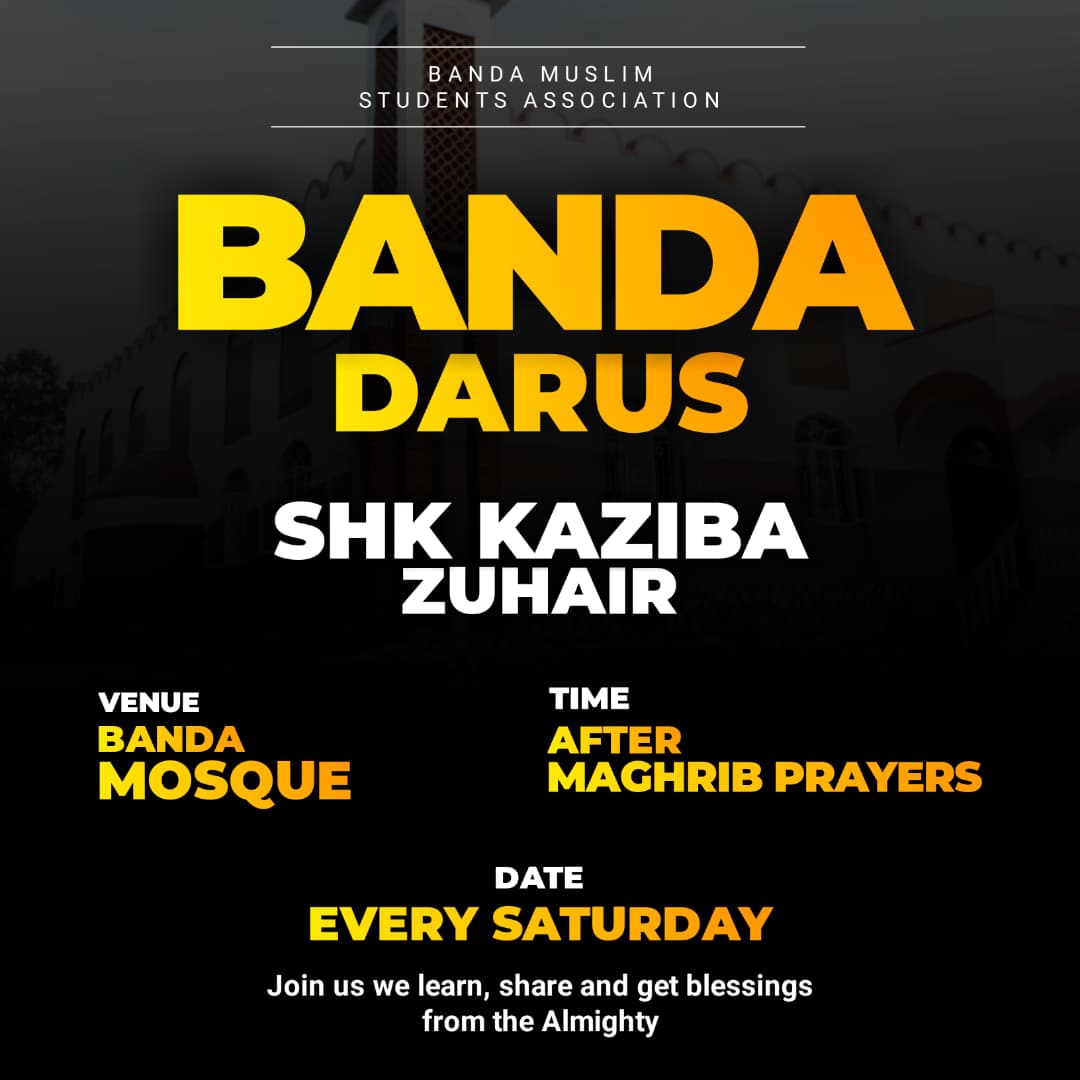 BANDA MUSLIM
STUDENTS ASSOCIATION
BANDA
DARUS
SHK KAZIBA
ZUHAIR
VENUE
BANDA
MOSQUE
TIME
AFTER
MAGHRIB PRAYERS
DATE
EVERY SATURDAY
Join us we learn, share and get blessings
from the Almighty